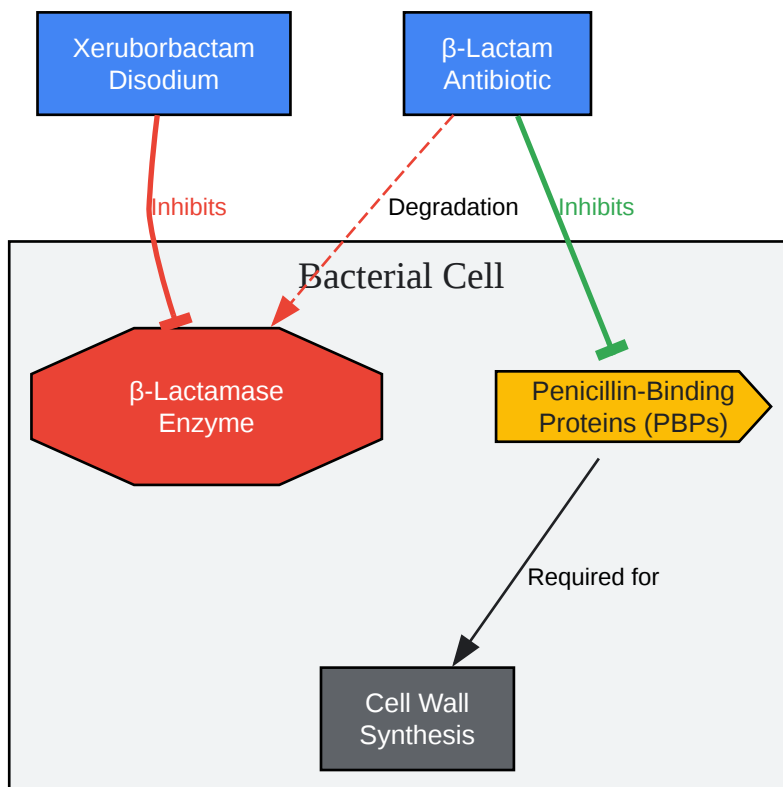 Xeruborbactam
Disodium
β-Lactam
Antibiotic
Inhibits
Degradation
Inhibits
Bacterial Cell
β-Lactamase
Enzyme
Penicillin-Binding
Proteins (PBPs)
Required for
Cell Wall
Synthesis